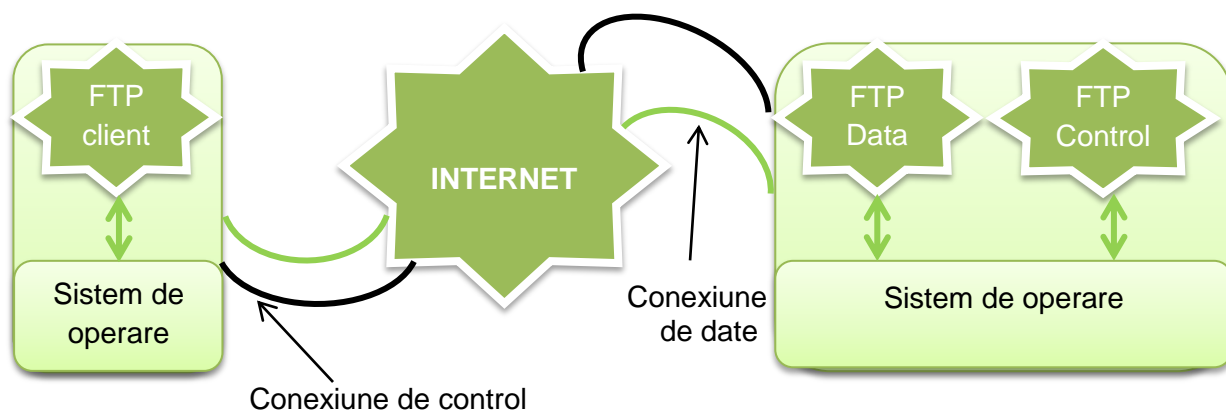 FTP
client
INTERNET
FTP
Data
FTP
Control
Sistem de
operare
Conexiune
de date
Sistem de operare
Conexiune de control